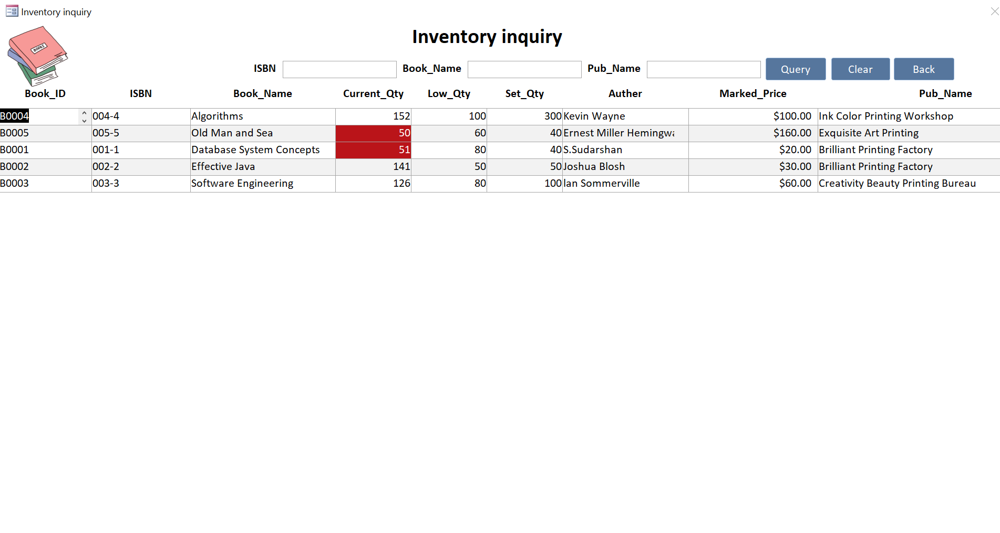 Inventory inquiry
BOOKS
Inventory inquiry
ISBN Book_Name Pub_Name Query Clear Back
Book_ID ISBN Book_Name Current_Qty Low_Qty Set_Qty Auther Marked_Price Pub_Name
B0004 004-4 Algorithms 152 100 300 Kevin Wayne $100.00 Ink Color Printing Workshop
B0005 005-5 Old Man and Sea 50 60 40 Ernest Miller Hemingwa $160.00 Exquisite Art Printing
B0001 001-1 Database System Concepts 51 80 40 S.Sudarshan $20.00 Brilliant Printing Factory
B0002 002-2 Effective Java 141 50 50 Joshua Blosh $30.00 Brilliant Printing Factory
B0003 003-3 Software Engineering 126 80 100 Ian Sommerville $60.00 Creativity Beauty Printing Bureau